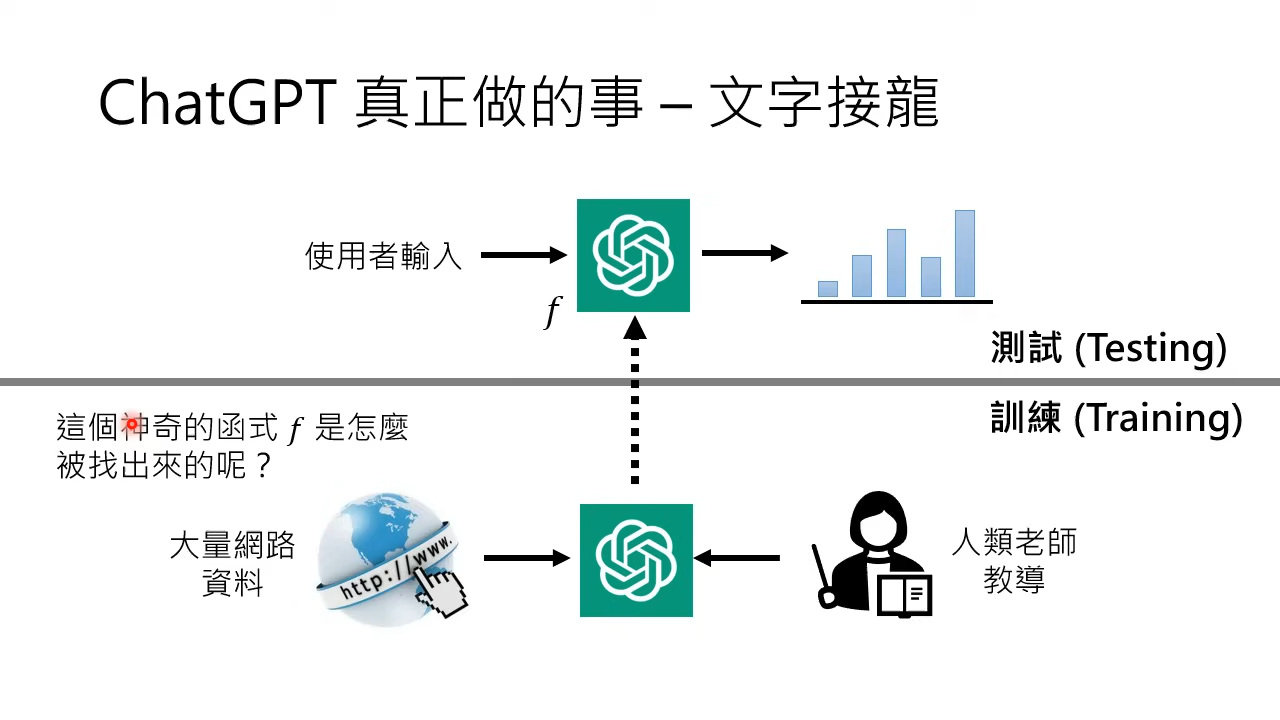 ChatGPT 真正做的事 – 文字接龍
使用者輸入
f
測試 (Testing)
訓練 (Training)
這個神奇的函式 f 是怎麼
被找出來的呢？
大量網路
資料
http://www.
人類老師
教導